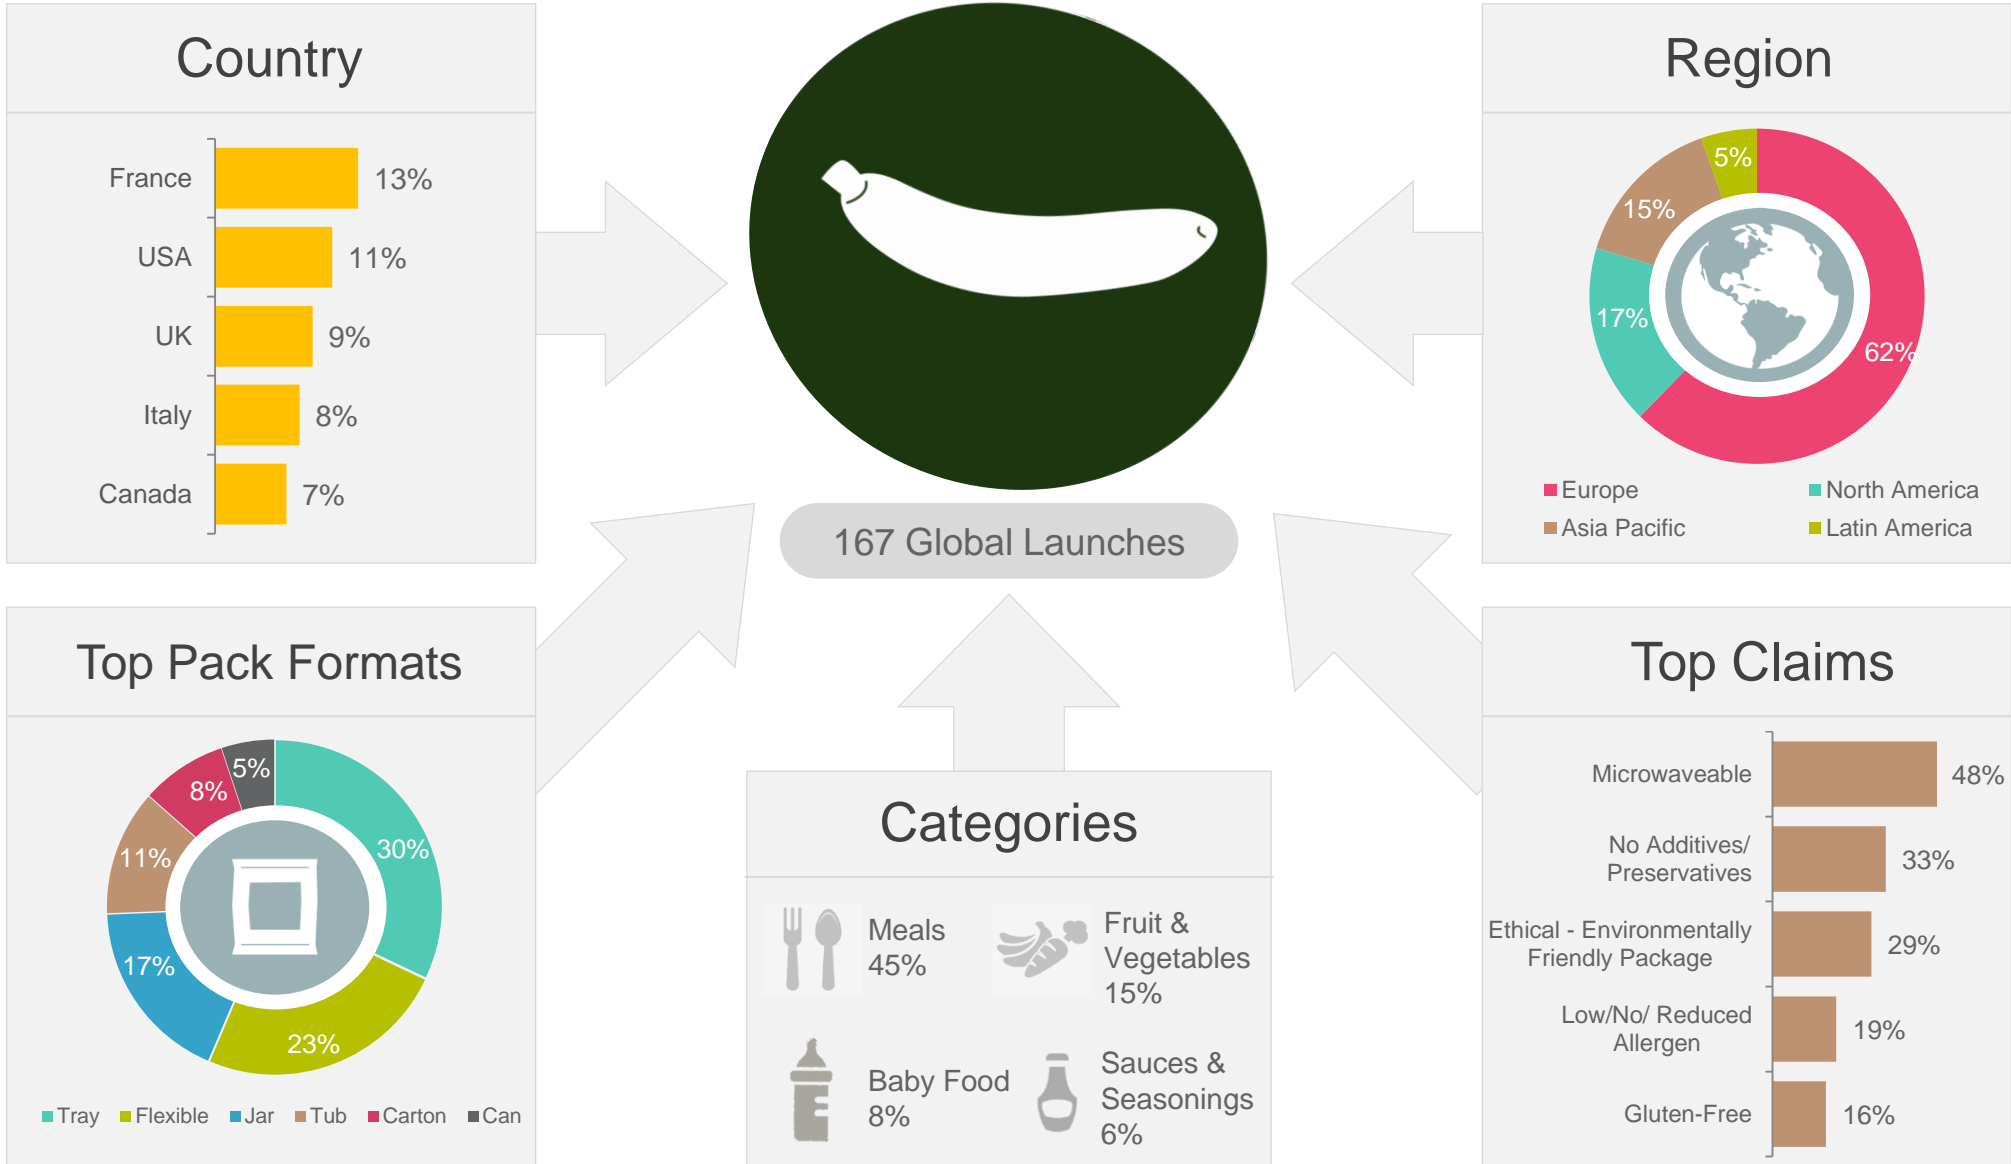 Country
France
13%
USA
11%
UK
9%
Italy
8%
Canada
7%
167 Global Launches
Region
5%
15%
17%
62%
Europe
North America
Asia Pacific
Latin America
Top Pack Formats
5%
8%
11%
30%
17%
23%
Tray
Flexible
Jar
Tub
Carton
Can
Categories
Meals
45%
Fruit &
Vegetables
15%
Baby Food
8%
Sauces &
Seasonings
6%
Top Claims
Microwaveable
48%
No Additives/
Preservatives
33%
Ethical - Environmentally
Friendly Package
29%
Low/No/ Reduced
Allergen
19%
Gluten-Free
16%